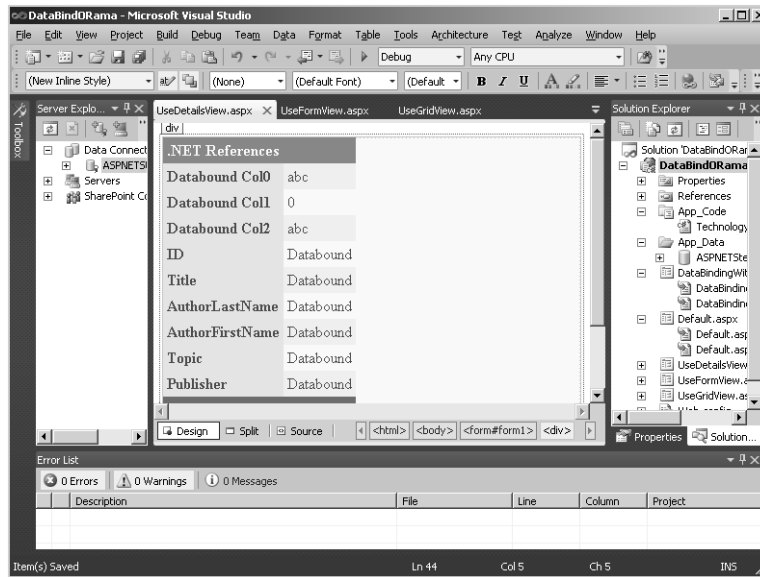 DataBindORama - Microsoft Visual Studio
File Edit View Project Build Debug Team Data Format Table Tools Architecture Test Analyze Window Help
Debug Any CPU
(New Inline Style) (None) (Default Font) (Default B I U A
Toolbox
Server Explo...
Data Connect
ASPNETS
Servers
SharePoint Co
UseDetailsView.aspx UseFormView.aspx UseGridView.aspx
div
.NET References
Databound Col0 abc
Databound Col1 0
Databound Col2 abc
ID Databound
Title Databound
AuthorLastName Databound
AuthorFirstName Databound
Topic Databound
Publisher Databound
Design Split Source <html> <body> <form#form1> <div>
Solution Explorer
Solution 'DataBindORar
DataBindORama
Properties
References
App_Code
Technology
App_Data
ASPNETSte
DataBindingWit
DataBindin
DataBindin
Default.aspx
Default.asp
Default.asp
UseDetailsView
UseFormView.a
UseGridView.as
Web.config
Properties Solution...
Error List
0 Errors 0 Warnings 0 Messages
Description File Line Column Project
Item(s) Saved Ln 44 Col 5 Ch 5 INS